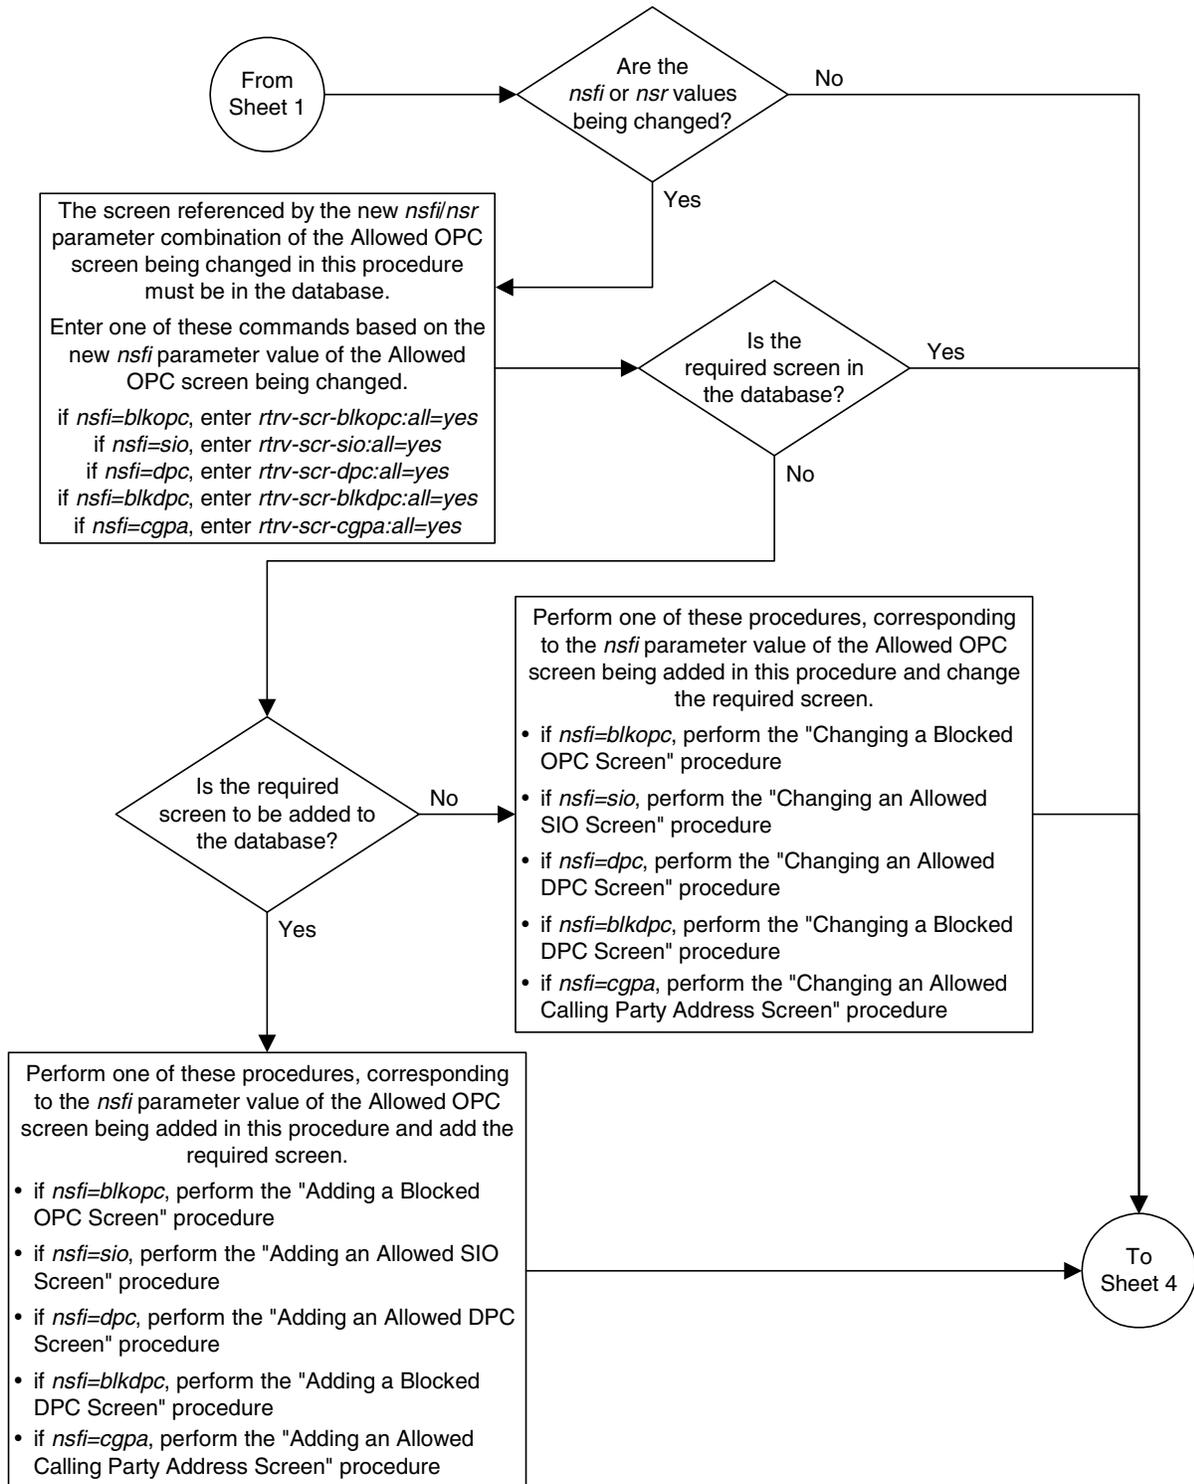 From
Sheet 1
Are the
nsfi or nsr values
being changed?
No
Yes
The screen referenced by the new nsfi/nsr
parameter combination of the Allowed OPC
screen being changed in this procedure
must be in the database.
Enter one of these commands based on the
new nsfi parameter value of the Allowed
OPC screen being changed.
if nsfi=blkopc, enter rtrv-scr-blkopc:all=yes
if nsfi=sio, enter rtrv-scr-sio:all=yes
if nsfi=dpc, enter rtrv-scr-dpc:all=yes
if nsfi=blkdpc, enter rtrv-scr-blkdpc:all=yes
if nsfi=cgpa, enter rtrv-scr-cgpa:all=yes
Is the
required screen in
the database?
Yes
No
Is the required
screen to be added to
the database?
No
Yes
Perform one of these procedures, corresponding
to the nsfi parameter value of the Allowed OPC
screen being added in this procedure and change
the required screen.
• if nsfi=blkopc, perform the "Changing a Blocked
OPC Screen" procedure
• if nsfi=sio, perform the "Changing an Allowed
SIO Screen" procedure
• if nsfi=dpc, perform the "Changing an Allowed
DPC Screen" procedure
• if nsfi=blkdpc, perform the "Changing a Blocked
DPC Screen" procedure
• if nsfi=cgpa, perform the "Changing an Allowed
Calling Party Address Screen" procedure
Perform one of these procedures, corresponding
to the nsfi parameter value of the Allowed OPC
screen being added in this procedure and add the
required screen.
• if nsfi=blkopc, perform the "Adding a Blocked
OPC Screen" procedure
• if nsfi=sio, perform the "Adding an Allowed SIO
Screen" procedure
• if nsfi=dpc, perform the "Adding an Allowed DPC
Screen" procedure
• if nsfi=blkdpc, perform the "Adding a Blocked
DPC Screen" procedure
• if nsfi=cgpa, perform the "Adding an Allowed
Calling Party Address Screen" procedure
To
Sheet 4